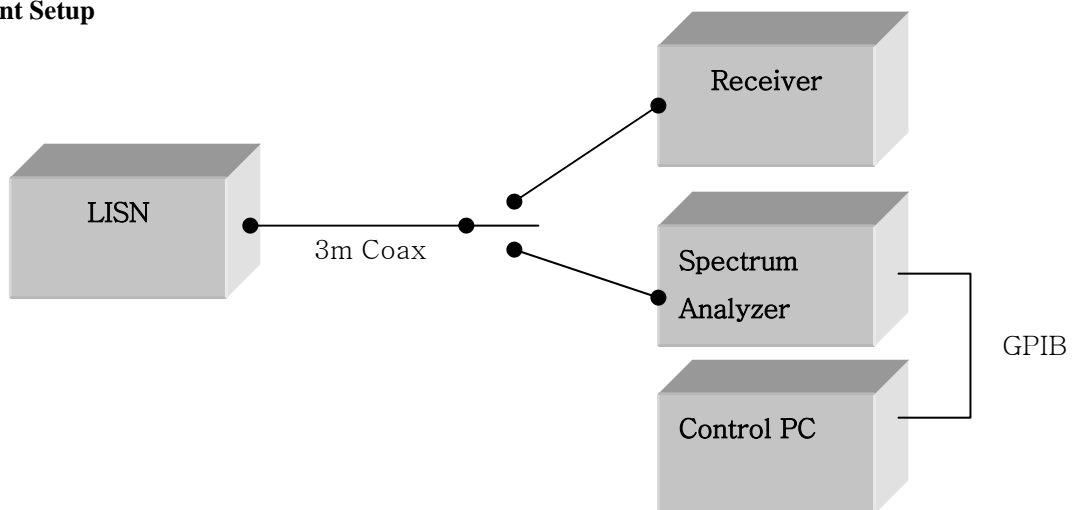 nt Setup
Receiver
LISN
3m Coax
Spectrum
Analyzer
GPIB
Control PC